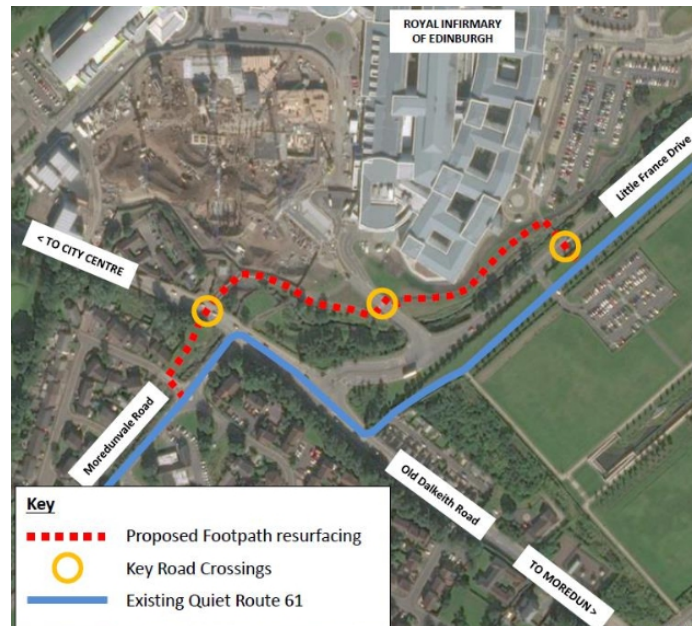 ROYAL INFIRMARY
OF EDINBURGH
Little France Drive
< TO CITY CENTRE
Moredunvale Road
Old Dalkeith Road
TO MOREDUN >
Key
Proposed Footpath resurfacing
Key Road Crossings
Existing Quiet Route 61